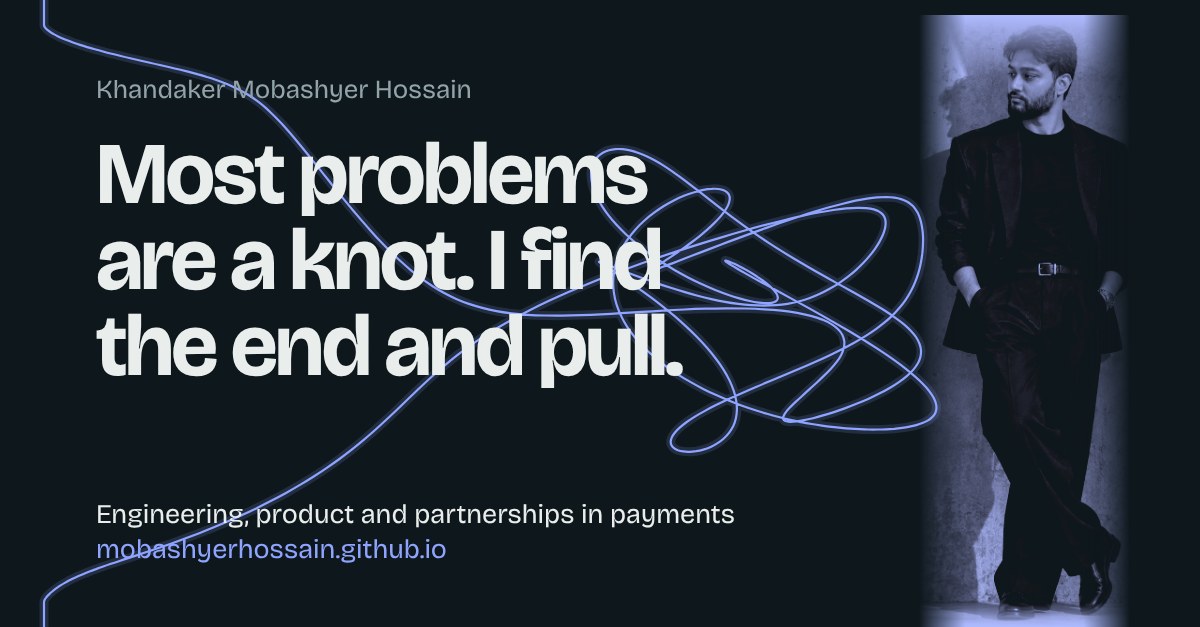 Khandaker Mobashyer Hossain
Most problems
are a knot. I find
the end and pull.
Engineering, product and partnerships in payments
mobashyerhossain.github.io